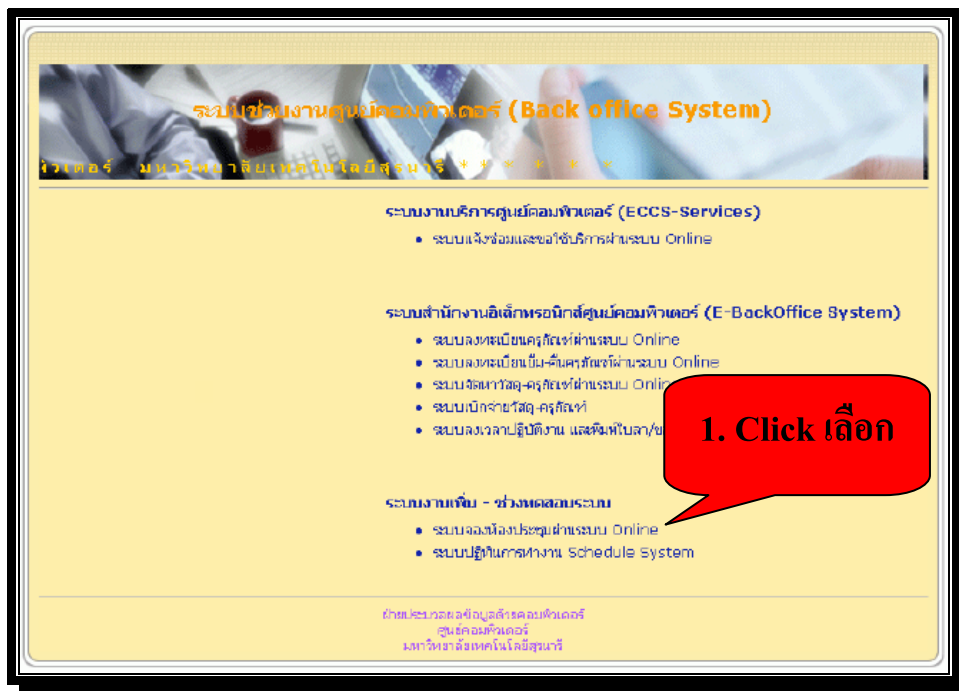 ระบบช่วยงานศูนย์คอมพิวเตอร์ (Back office System)
มหาวิทยาลัยเทคโนโลยีสุรนารี * * * * * *
ระบบงานบริการศูนย์คอมพิวเตอร์ (ECCS-Services)
• ระบบแจ้งซ่อมและขอใช้บริการผ่านระบบ Online
ระบบสำนักงานอิเล็กทรอนิกส์ศูนย์คอมพิวเตอร์ (E-BackOffice System)
• ระบบลงทะเบียนครุภัณฑ์ผ่านระบบ Online
• ระบบลงทะเบียนยืม-คืนครุภัณฑ์ผ่านระบบ Online
• ระบบจัดหาวัสดุ-ครุภัณฑ์ผ่านระบบ Online
• ระบบเบิกจ่ายวัสดุ-ครุภัณฑ์
• ระบบลงเวลาปฏิบัติงาน และพิมพ์ใบลา/ข
1. Click เลือก
ระบบงานเพิ่ม - ช่วงทดสอบระบบ
• ระบบจองห้องประชุมผ่านระบบ Online
• ระบบปฏิทินการทำงาน Schedule System
ฝ่ายประมวลผลข้อมูลด้วยคอมพิวเตอร์
ศูนย์คอมพิวเตอร์
มหาวิทยาลัยเทคโนโลยีสุรนารี